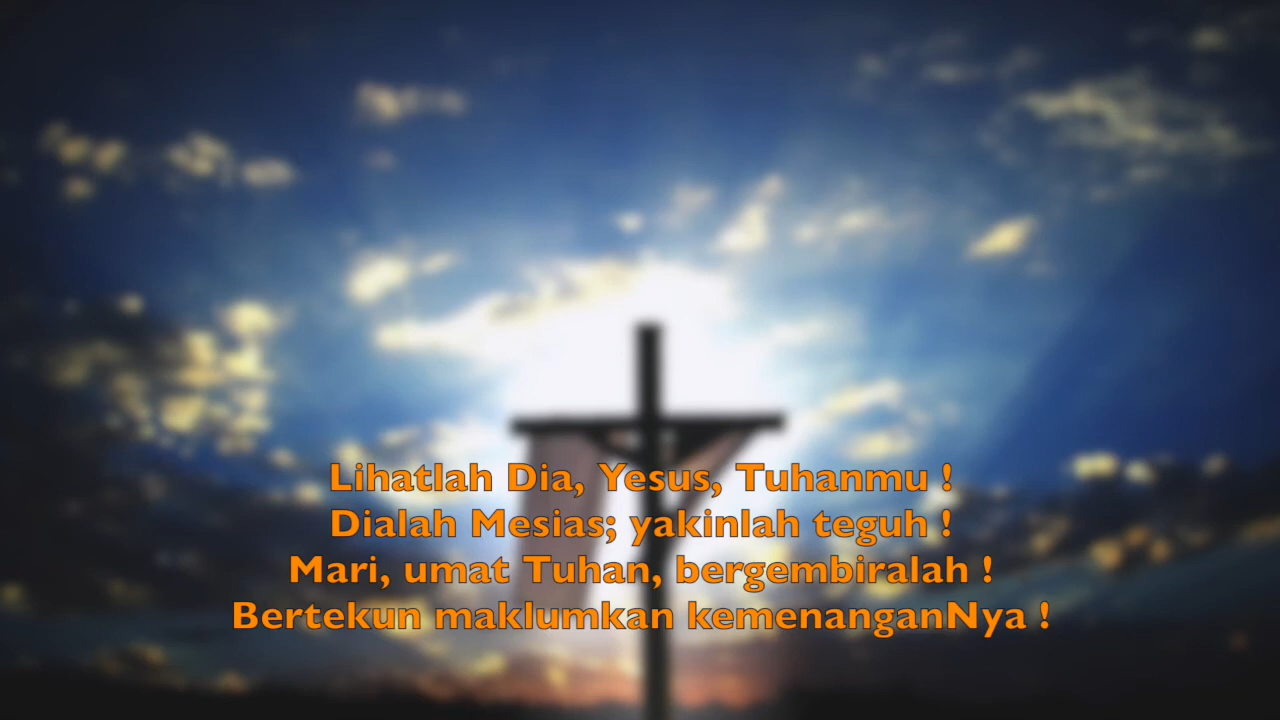 Lihatlah Dia, Yesus, Tuhanmu !
Dialah Mesias; yakinlah teguh !
Mari, umat Tuhan, bergembiralah !
Bertekun maklumkan kemenanganNya !